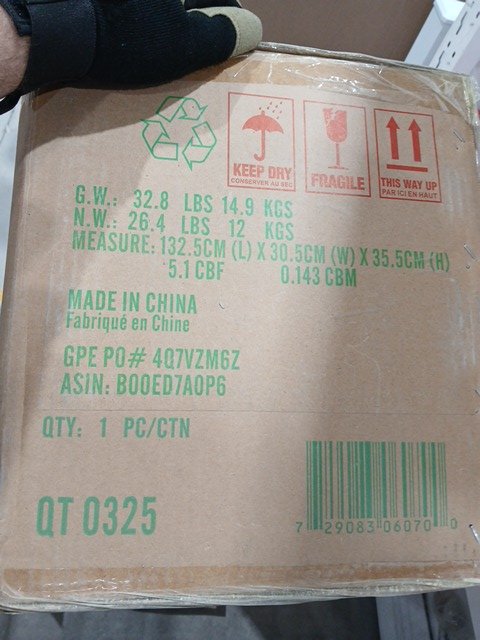 KEEP DRY
CONSERVER AU SEC
FRAGILE
THIS WAY UP
PAR ICI EN HAUT
G.W.: 32.8 LBS 14.9 KGS
N.W.: 26.4 LBS 12 KGS
MEASURE: 132.5CM (L) X 30.5CM (W) X 35.5CM (H)
5.1 CBF 0.143 CBM
MADE IN CHINA
Fabriqué en Chine
GPE PO# 4Q7VZM6Z
ASIN: B00ED7A0P6
QTY: 1 PC/CTN
QT 0325
7 29083 06070 0